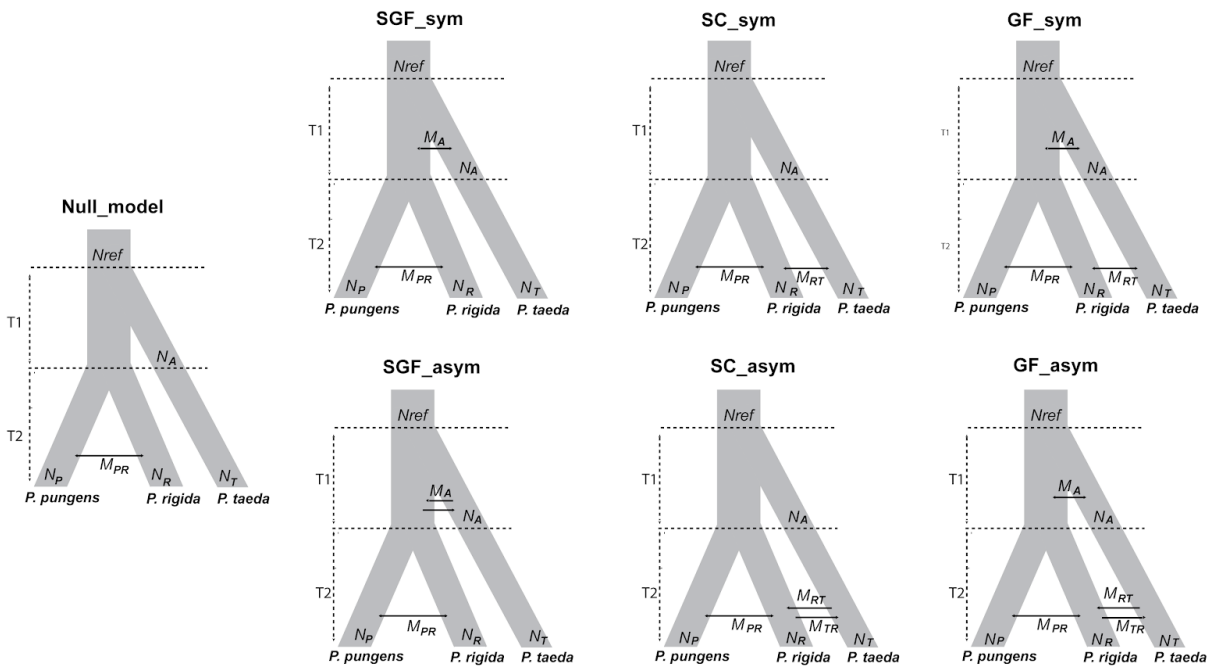 SGF_sym
Nref
T1
M_A
N_A
T2
M_PR
N_P
N_R
N_T
P. pungens P. rigida P. taeda
SC_sym
Nref
T1
N_A
T2
M_PR
M_RT
N_P
N_R
N_T
P. pungens P. rigida P. taeda
GF_sym
Nref
T1
M_A
N_A
T2
M_PR
M_RT
N_P
N_R
N_T
P. pungens P. rigida P. taeda
Null_model
Nref
T1
N_A
T2
M_PR
N_P
N_R
N_T
P. pungens P. rigida P. taeda
SGF_asym
Nref
T1
M_A
N_A
T2
M_PR
N_P
N_R
N_T
P. pungens P. rigida P. taeda
SC_asym
Nref
T1
N_A
T2
M_RT
M_PR
M_TR
N_P
N_R
N_T
P. pungens P. rigida P. taeda
GF_asym
Nref
T1
M_A
N_A
T2
M_RT
M_PR
M_TR
N_P
N_R
N_T
P. pungens P. rigida P. taeda